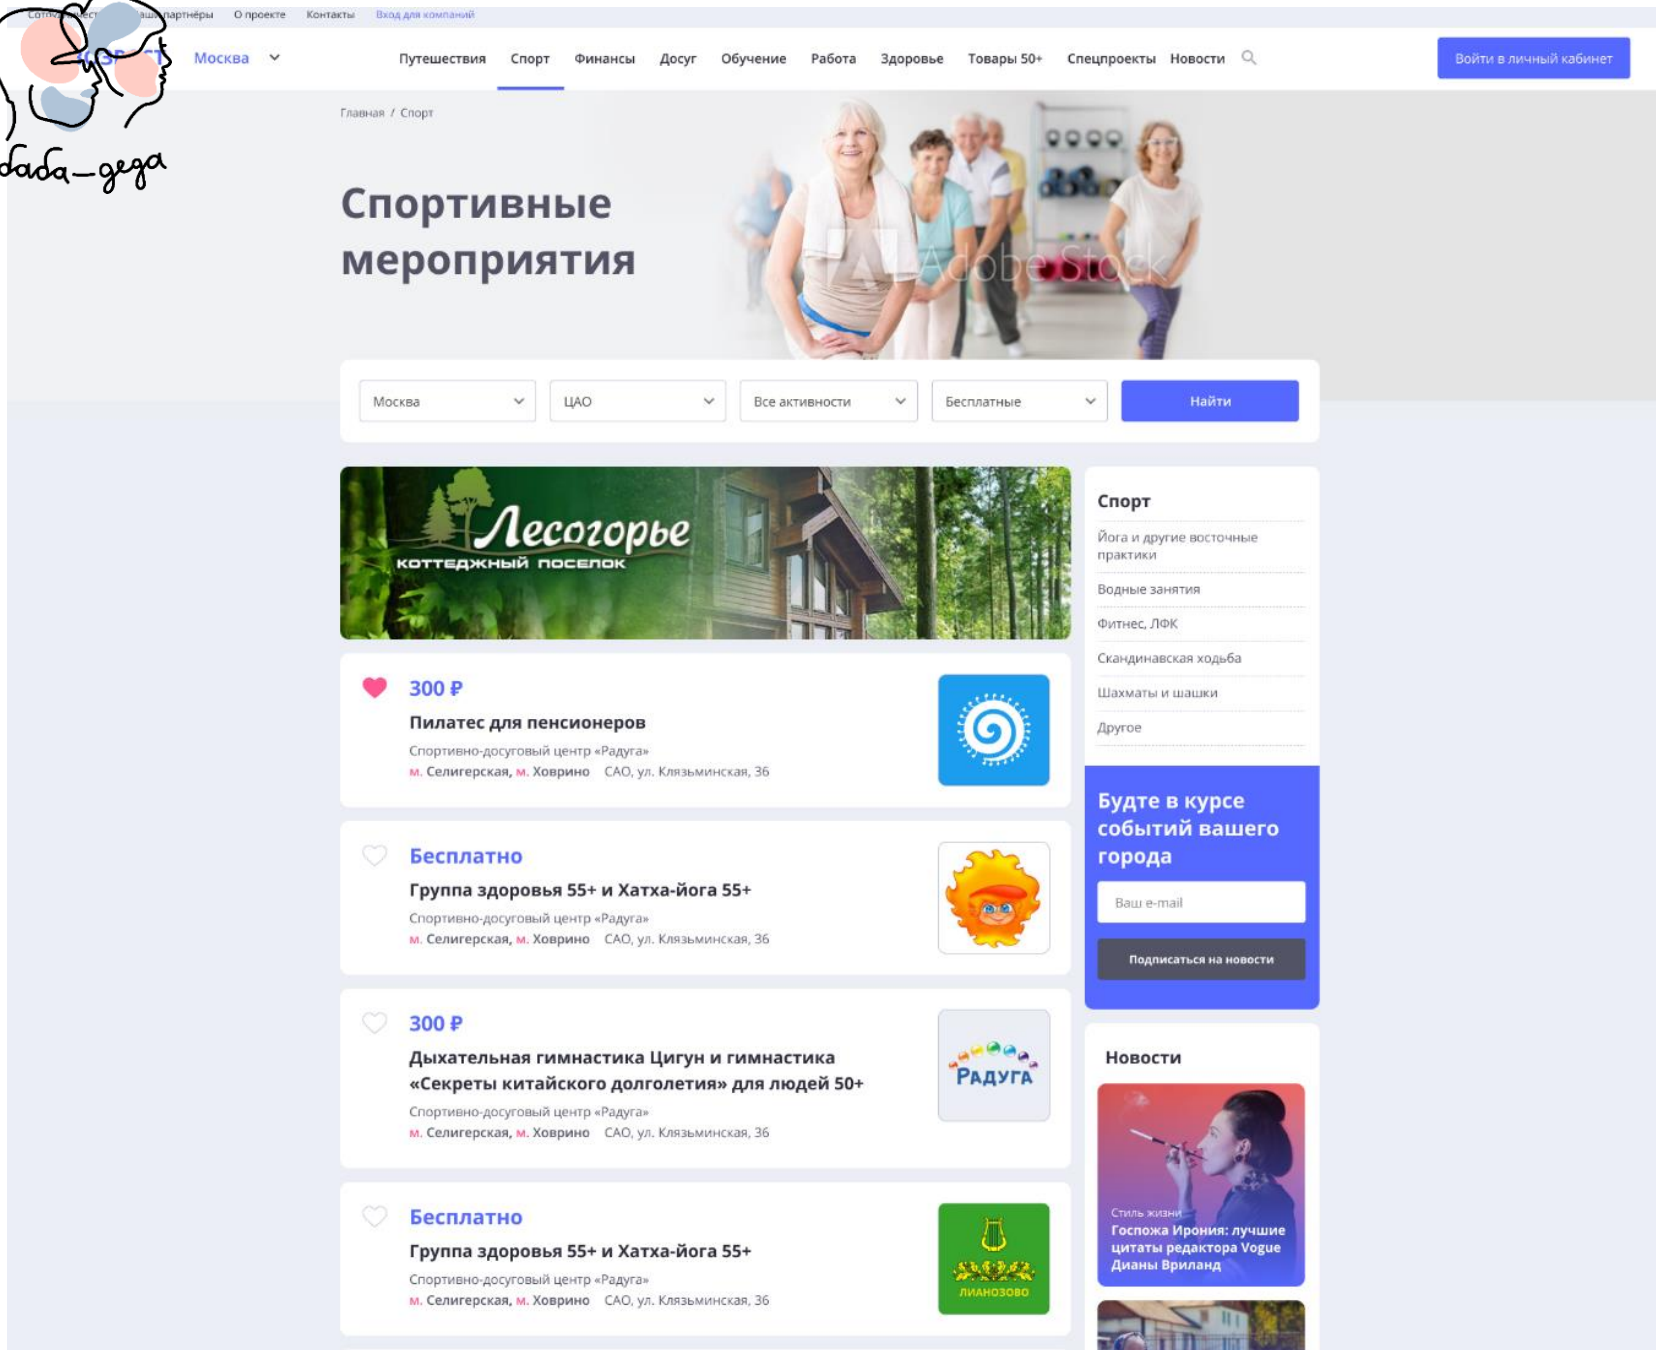 партнёры О проекте Контакты Вход для компаний
Москва Путешествия Спорт Финансы Досуг Обучение Работа Здоровье Товары 50+ Спецпроекты Новости Войти в личный кабинет
baba-дeдa
Главная / Спорт
Спортивные
мероприятия
Adobe Stock
Москва ЦАО Все активности Бесплатные Найти
Лесогорье
коттеджный поселок
300 ₽
Пилатес для пенсионеров
Спортивно-досуговый центр «Радуга»
м. Селигерская, м. Ховрино САО, ул. Клязьминская, 36
Бесплатно
Группа здоровья 55+ и Хатха-йога 55+
Спортивно-досуговый центр «Радуга»
м. Селигерская, м. Ховрино САО, ул. Клязьминская, 36
300 ₽
Дыхательная гимнастика Цигун и гимнастика
«Секреты китайского долголетия» для людей 50+
Спортивно-досуговый центр «Радуга»
м. Селигерская, м. Ховрино САО, ул. Клязьминская, 36
Радуга
Бесплатно
Группа здоровья 55+ и Хатха-йога 55+
Спортивно-досуговый центр «Радуга»
м. Селигерская, м. Ховрино САО, ул. Клязьминская, 36
ЛИАНОЗОВО
Спорт
Йога и другие восточные
практики
Водные занятия
Фитнес, ЛФК
Скандинавская ходьба
Шахматы и шашки
Другое
Будте в курсе
событий вашего
города
Ваш e-mail
Подписаться на новости
Новости
Стиль жизни
Госпожа Ирония: лучшие
цитаты редактора Vogue
Дианы Вриланд